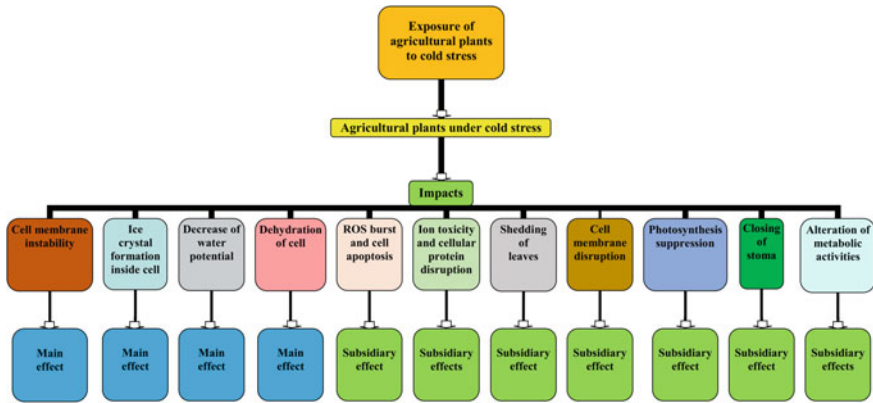 Exposure of
agricultural plants
to cold stress
Agricultural plants under cold stress
Impacts
Cell membrane
instability
Ice
crystal
formation
inside cell
Decrease of
water
potential
Dehydration
of cell
ROS burst
and cell
apoptosis
Ion toxicity
and cellular
protein
disruption
Shedding
of
leaves
Cell
membrane
disruption
Photosynthesis
suppression
Closing
of
stoma
Alteration of
metabolic
activities
Main
effect
Main
effect
Main
effect
Main
effect
Subsidiary
effect
Subsidiary
effects
Subsidiary
effect
Subsidiary
effect
Subsidiary
effect
Subsidiary
effect
Subsidiary
effects